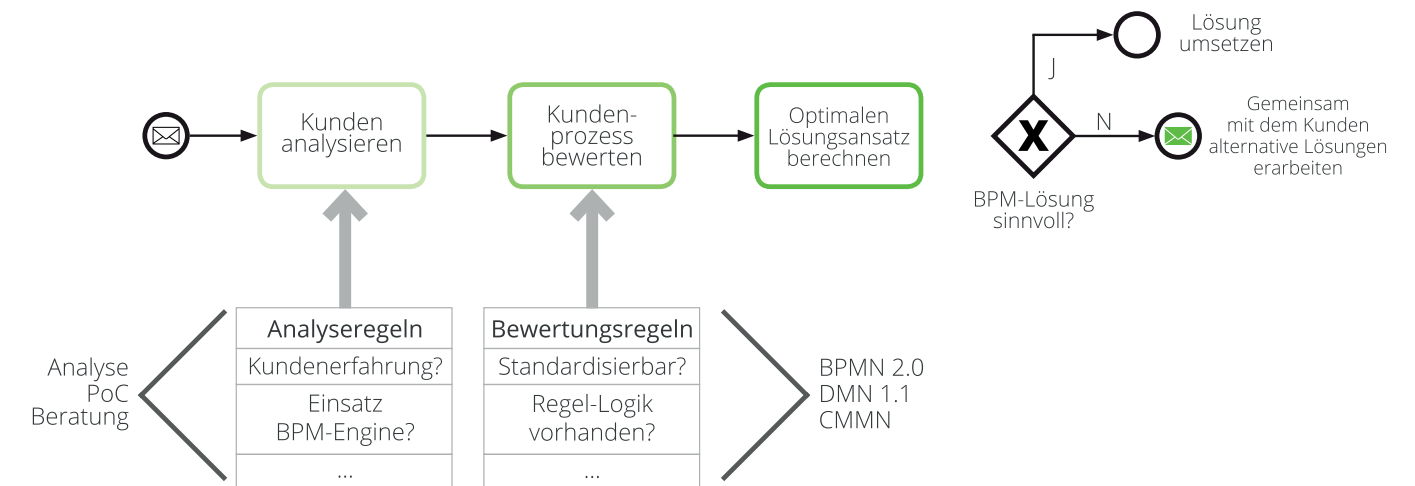 Kunden
analysieren
Kunden-
prozess
bewerten
Optimalen
Lösungsansatz
berechnen
Lösung
umsetzen
J
X
N
Gemeinsam
mit dem Kunden
alternative Lösungen
erarbeiten
BPM-Lösung
sinnvoll?
Analyse
PoC
Beratung
Analyseregeln
Kundenerfahrung?
Einsatz
BPM-Engine?
...
Bewertungsregeln
Standardisierbar?
Regel-Logik
vorhanden?
...
BPMN 2.0
DMN 1.1
CMMN